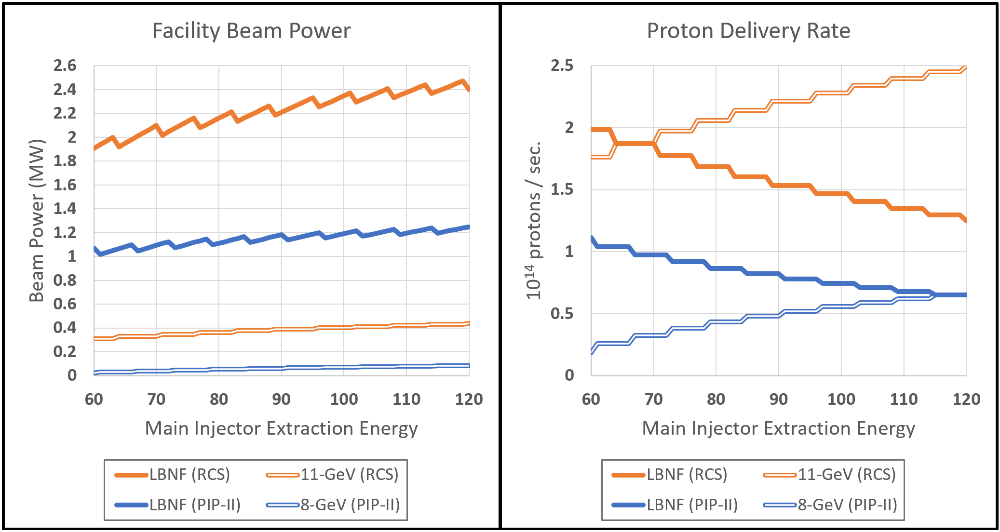 Facility Beam Power
2.6
2.4
2.2
2
1.8
1.6
1.4
1.2
1
0.8
0.6
0.4
0.2
0
Beam Power (MW)
60 70 80 90 100 110 120
Main Injector Extraction Energy
LBNF (RCS) 11-GeV (RCS)
LBNF (PIP-II) 8-GeV (PIP-II)
Proton Delivery Rate
2.5
2
1.5
1
0.5
0
10¹⁴ protons / sec.
60 70 80 90 100 110 120
Main Injector Extraction Energy
LBNF (RCS) 11-GeV (RCS)
LBNF (PIP-II) 8-GeV (PIP-II)